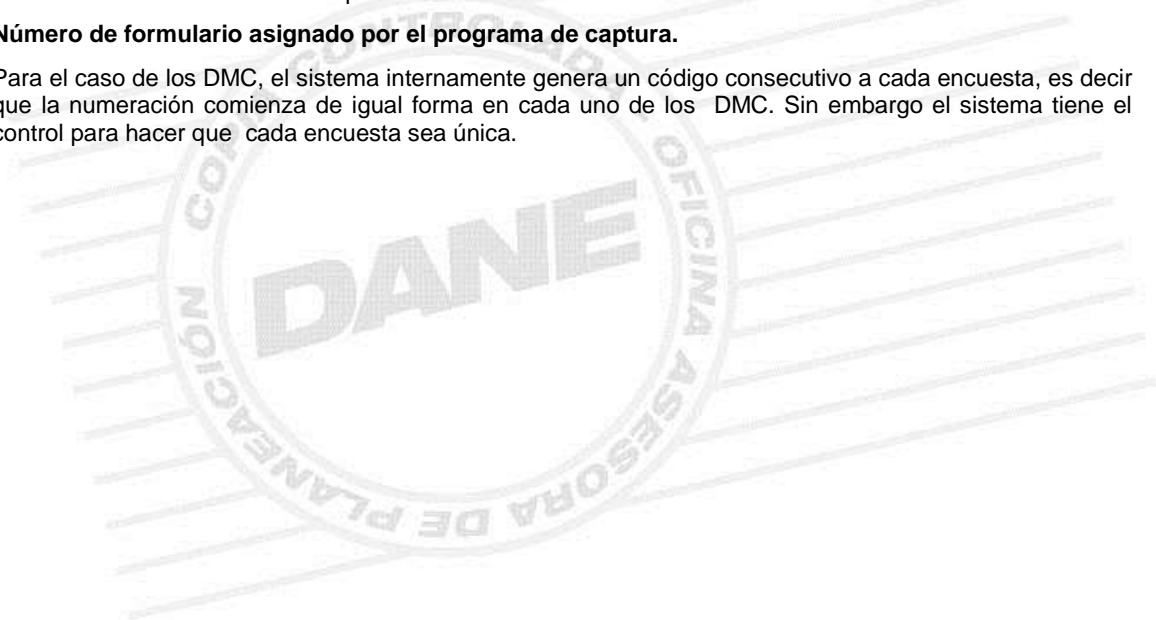 Número de formulario asignado por el programa de captura.
Para el caso de los DMC, el sistema internamente genera un código consecutivo a cada encuesta, es decir
que la numeración comienza de igual forma en cada uno de los DMC. Sin embargo el sistema tiene el
control para hacer que cada encuesta sea única.
COPIA CONTROLADA
OFICINA ASESORA DE PLANEACIÓN
DANE